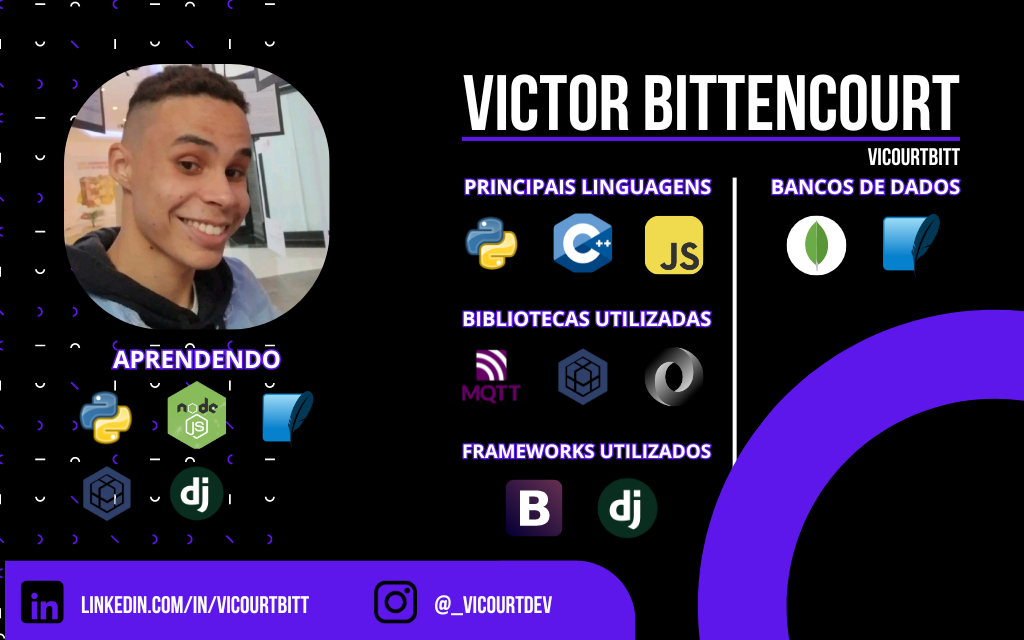 VICTOR BITTENCOURT
VICOURTBITT
PRINCIPAIS LINGUAGENS
BANCOS DE DADOS
C++
JS
BIBLIOTECAS UTILIZADAS
MQTT
FRAMEWORKS UTILIZADOS
B
dj
APRENDENDO
node
JS
dj
in
LINKEDIN.COM/IN/VICOURTBITT
@_VICOURTDEV